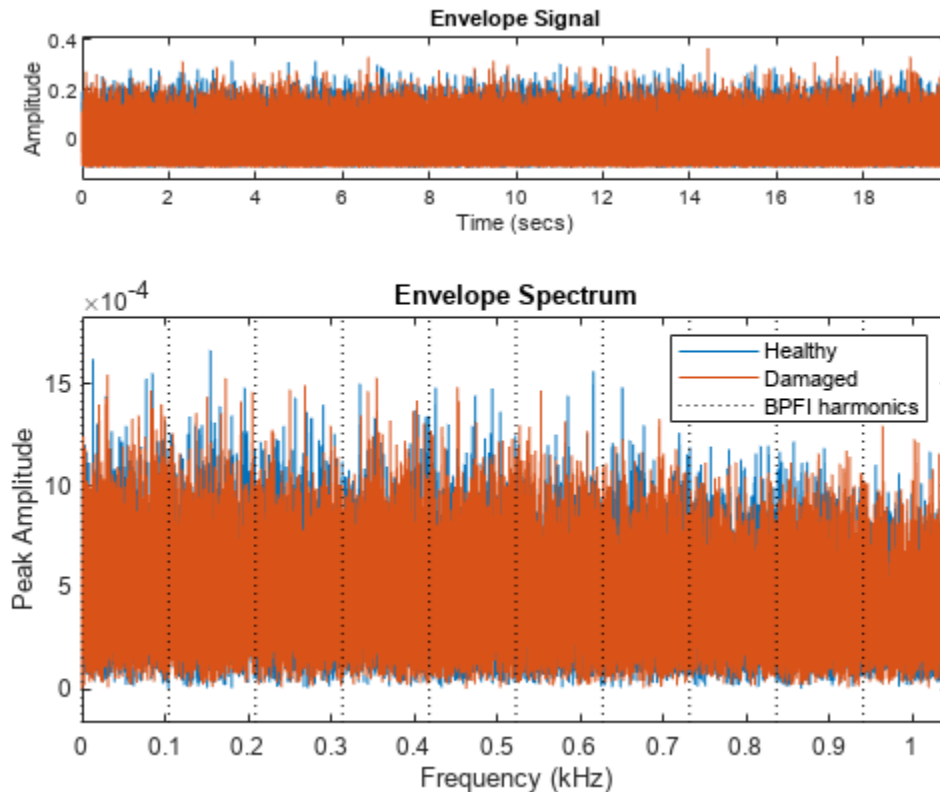 Envelope Signal
0.4
0.2
0
Amplitude
0 2 4 6 8 10 12 14 16 18
Time (secs)
×10⁻⁴
Envelope Spectrum
Healthy
Damaged
BPFI harmonics
15
10
5
0
Peak Amplitude
0 0.1 0.2 0.3 0.4 0.5 0.6 0.7 0.8 0.9 1
Frequency (kHz)